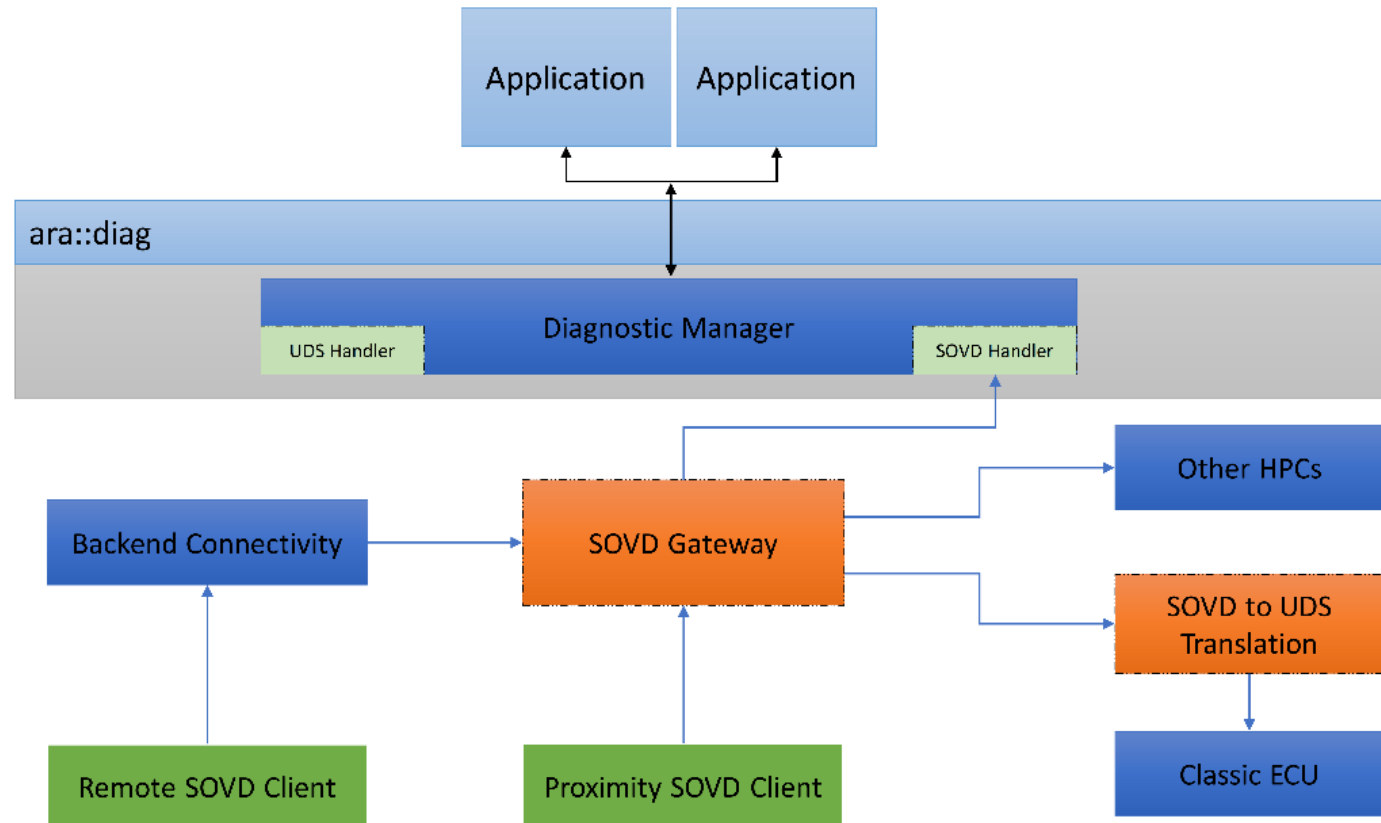 Application
Application
ara::diag
Diagnostic Manager
UDS Handler
SOVD Handler
Other HPCs
Backend Connectivity
SOVD Gateway
SOVD to UDS
Translation
Remote SOVD Client
Proximity SOVD Client
Classic ECU